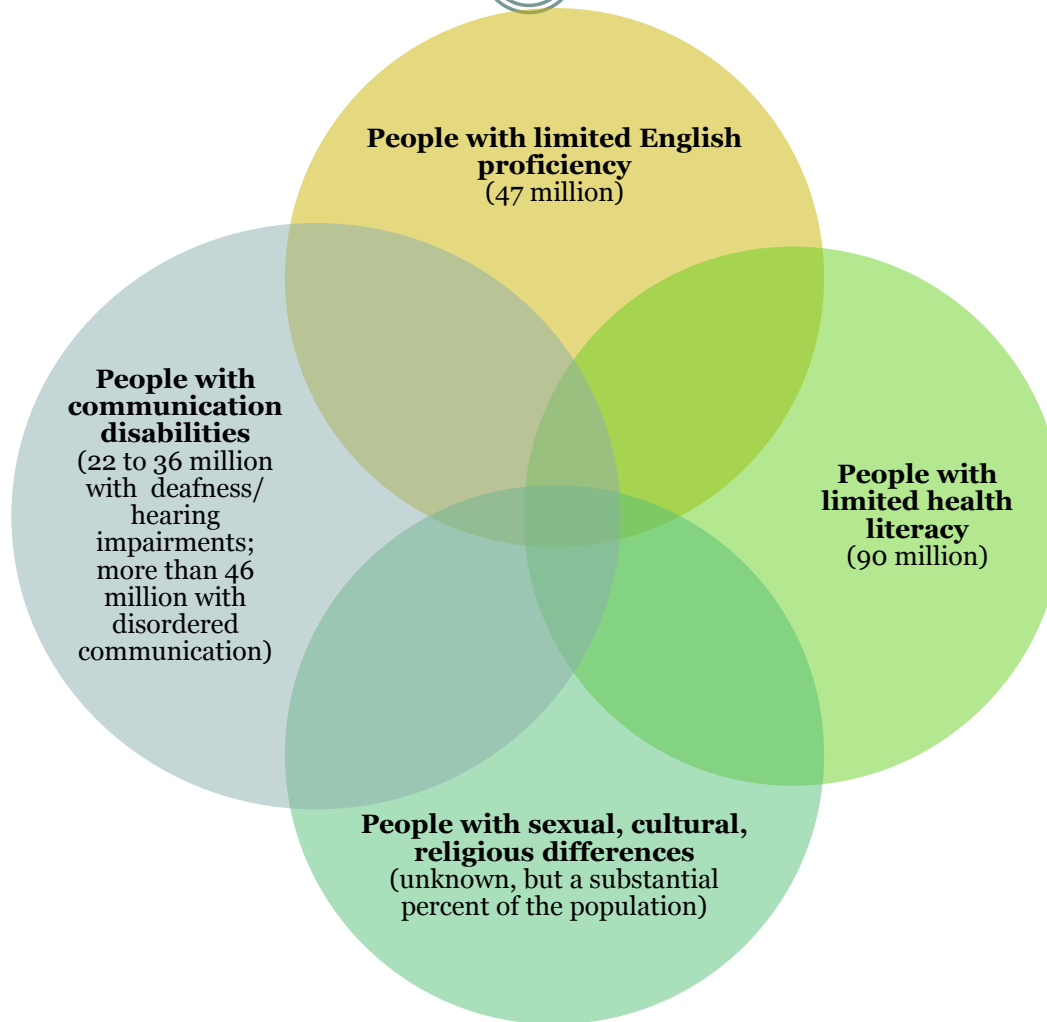 People with limited English
proficiency
(47 million)
People with
communication
disabilities
(22 to 36 million
with deafness/
hearing
impairments;
more than 46
million with
disordered
communication)
People with
limited health
literacy
(90 million)
People with sexual, cultural,
religious differences
(unknown, but a substantial
percent of the population)